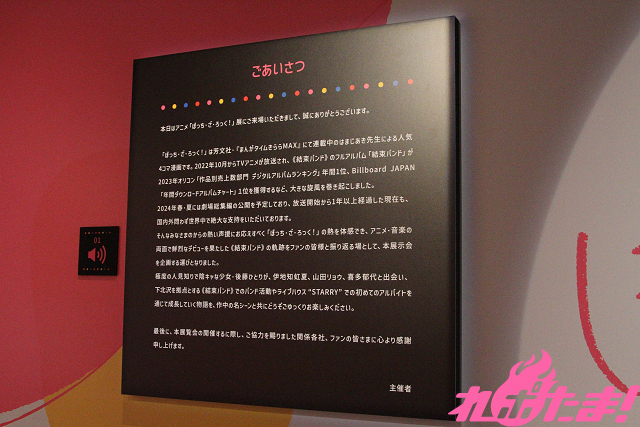 ごあいさつ
本日はアニメ「ぼっち・ざ・ろっく!」展にご来場いただきまして、誠にありがとうございます。
「ぼっち・ざ・ろっく!」は芳文社・「まんがタイムきららMAX」にて連載中のはまじあき先生による人気
4コマ漫画です。2022年10月からTVアニメが放送され、《結束バンド》のフルアルバム「結束バンド」が
2023年オリコン「作品別売上数部門 デジタルアルバムランキング」年間1位、Billboard JAPAN
「年間ダウンロードアルバムチャート」1位を獲得するなど、大きな旋風を巻き起こしました。
2024年春・夏には劇場総集編の公開を予定しており、放送開始から1年以上経過した現在も、
国内外問わず世界中で絶大な支持をいただいております。
そんなみなさまのからの熱い声援にお応えすべく「ぼっち・ざ・ろっく!」の熱を体感でき、アニメ・音楽の
両面で鮮烈なデビューを果たした《結束バンド》の軌跡をファンの皆様と振り返る場として、本展示会
を企画する運びとなりました。
極度の人見知りで陰キャな少女・後藤ひとりが、伊地知虹夏、山田リョウ、喜多郁代と出会い、
下北沢を拠点とする《結束バンド》でのバンド活動やライブハウス“STARRY”での初めてのアルバイトを
通じて成長していく物語を、作中の名シーンと共にどうぞごゆっくりお楽しみください。
最後に、本展覧会の開催するに際し、ご協力を賜りました関係各社、ファンの皆さまに心より感謝
申し上げます。
主催者
01
れポたま!